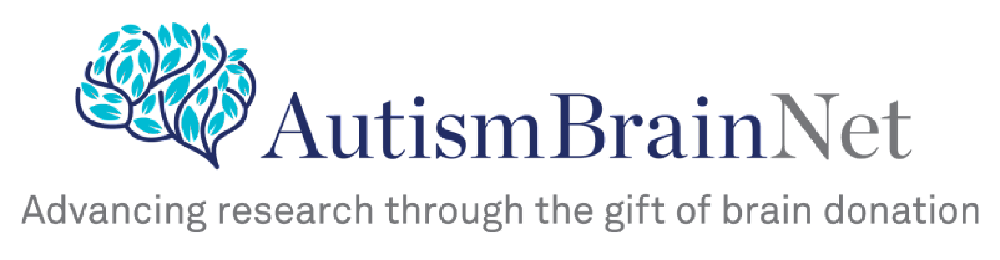 AutismBrainNet
Advancing research through the gift of brain donation